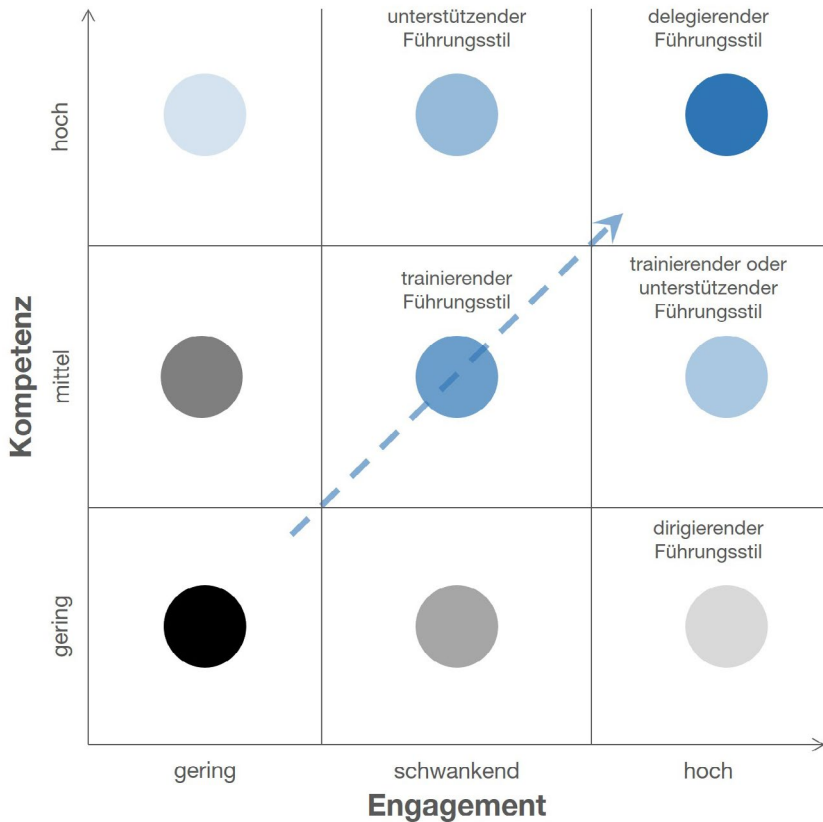 unterstützender
Führungsstil
delegierender
Führungsstil
hoch
trainierender
Führungsstil
trainierender oder
unterstützender
Führungsstil
Kompetenz
mittel
dirigierender
Führungsstil
gering
gering
schwankend
hoch
Engagement